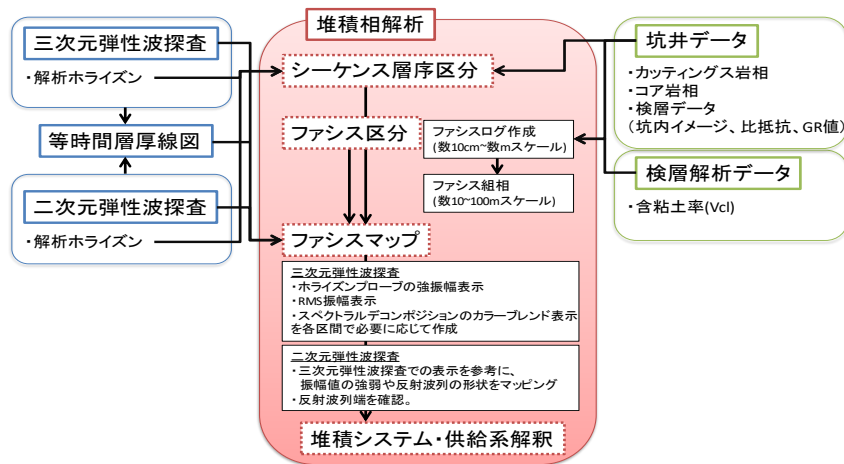 堆積相解析
三次元弾性波探査
・解析ホライズン
等時間層厚線図
二次元弾性波探査
・解析ホライズン
シーケンス層序区分
ファシス区分
ファシスログ作成
(数10cm~数mスケール)
ファシス組相
(数10~100mスケール)
ファシスマップ
三次元弾性波探査
・ホライズンプローブの強振幅表示
・RMS振幅表示
・スペクトラルデコンポジションのカラーブレンド表示
を各区間で必要に応じて作成
二次元弾性波探査
・三次元弾性波探査での表示を参考に、
振幅値の強弱や反射波列の形状をマッピング
・反射波列端を確認。
堆積システム・供給系解釈
坑井データ
・カッティングス岩相
・コア岩相
・検層データ
(坑内イメージ、比抵抗、GR値)
検層解析データ
・含粘土率(Vcl)